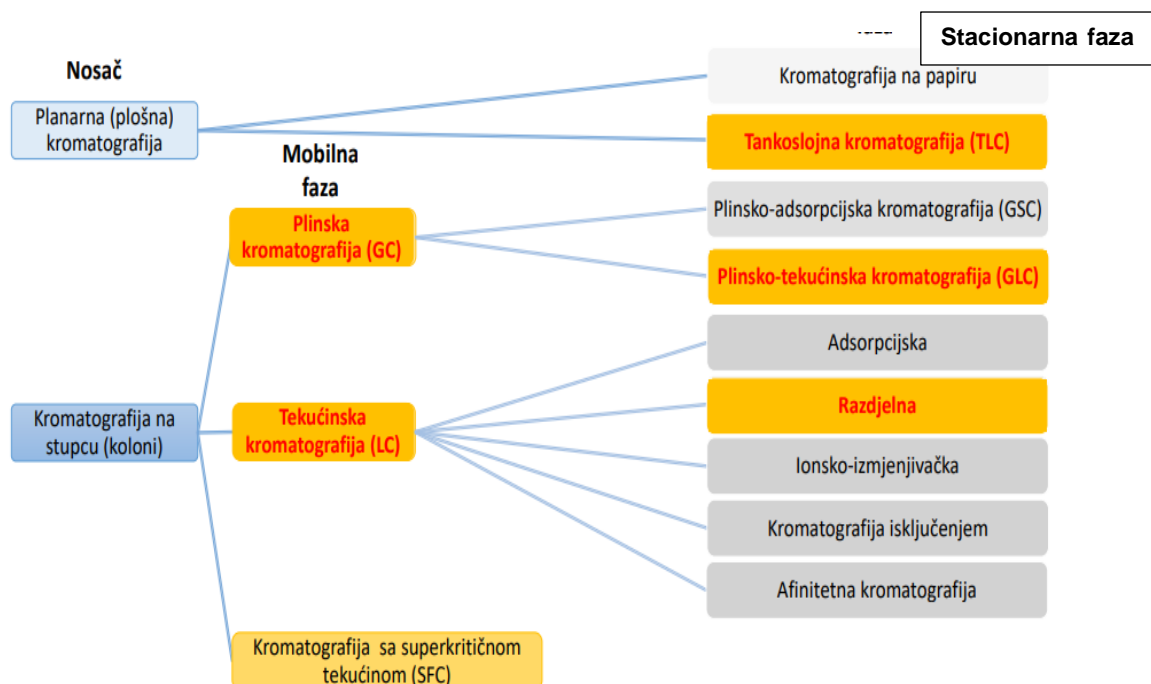 Stacionarna faza
Nosač
Kromatografija na papiru
Planarna (plošna)
kromatografija
Tankoslojna kromatografija (TLC)
Mobilna
faza
Plinska
kromatografija (GC)
Plinsko-adsorpcijska kromatografija (GSC)
Plinsko-tekućinska kromatografija (GLC)
Adsorpcijska
Kromatografija na
stupcu (koloni)
Tekućinska
kromatografija (LC)
Razdjelna
Ionsko-izmjenjivačka
Kromatografija isključenjem
Afinitetna kromatografija
Kromatografija sa superkritičnom
tekućinom (SFC)